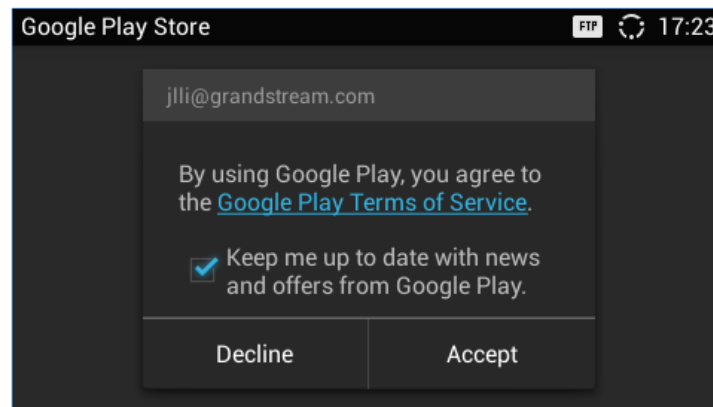 Google Play Store FTP 17:23
jlli@grandstream.com
By using Google Play, you agree to
the Google Play Terms of Service.
Keep me up to date with news
and offers from Google Play.
Decline Accept